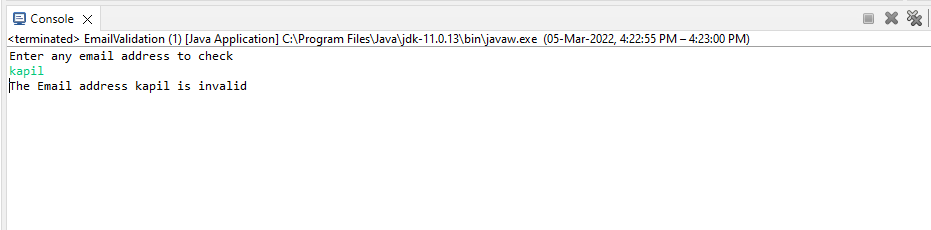 Console
<terminated> EmailValidation (1) [Java Application] C:\Program Files\Java\jdk-11.0.13\bin\javaw.exe (05-Mar-2022, 4:22:55 PM – 4:23:00 PM)
Enter any email address to check
kapil
The Email address kapil is invalid